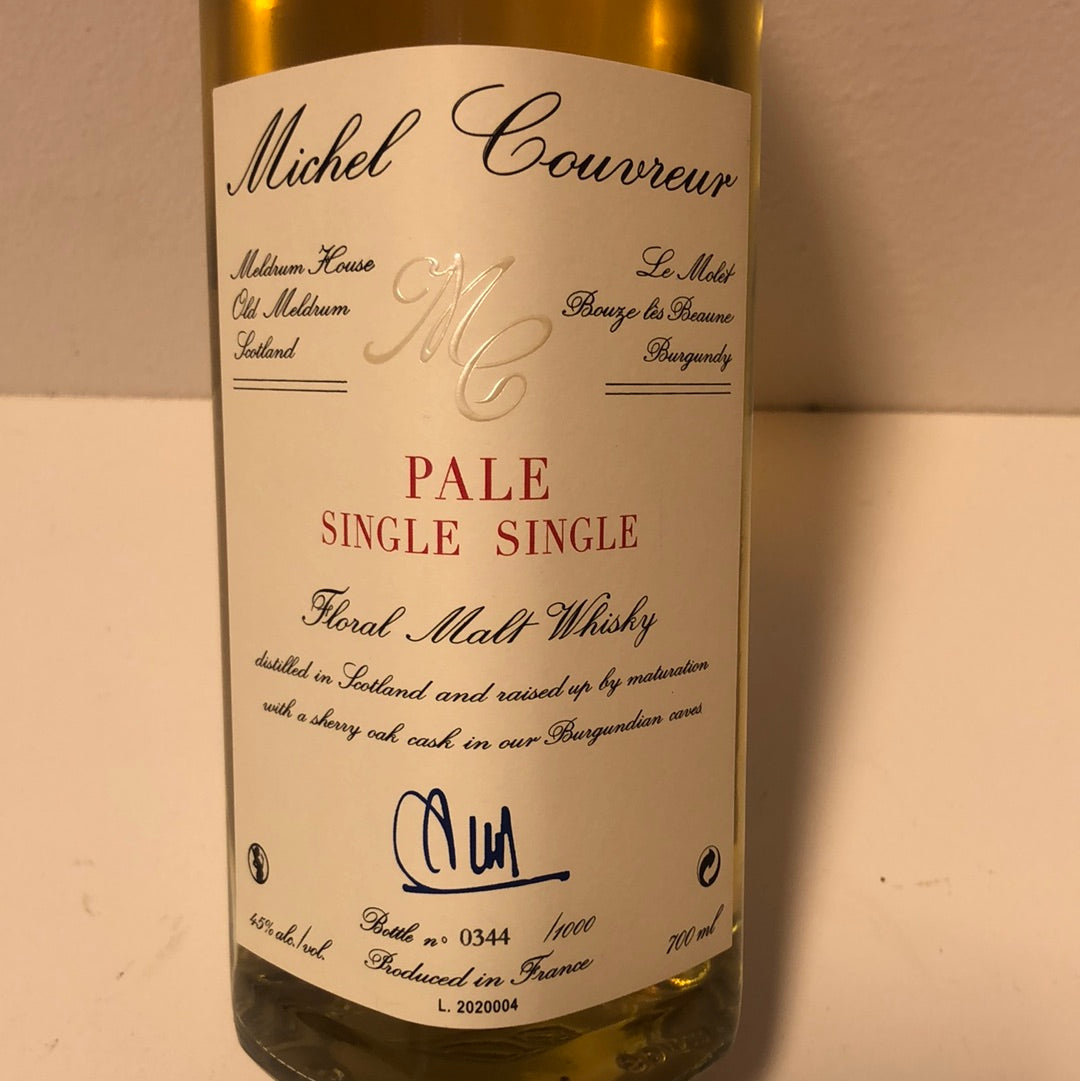 Michel Couvreur
Meldrum House
Old Meldrum
Scotland
MC
Le Molèt
Bouze lès Beaune
Burgundy
PALE
SINGLE SINGLE
Floral Malt Whisky
distilled in Scotland and raised up by maturation
with a sherry oak cask in our Burgundian caves.
45% alc./vol.
Bottle n° 0344 /1000
700 ml
Produced in France
L. 2020004